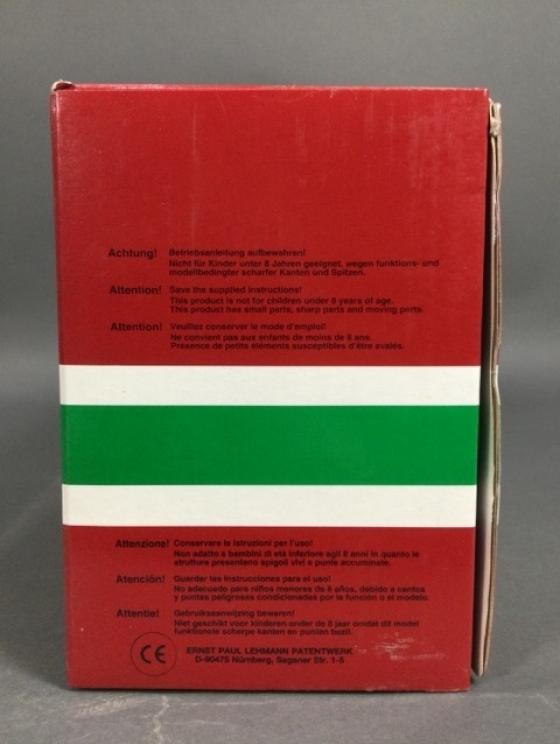 Achtung! Betriebsanleitung aufbewahren!
Nicht für Kinder unter 8 Jahren geeignet, wegen funktions- und
modellbedingter scharfer Kanten und Spitzen.
Attention! Save the supplied instructions!
This product is not for children under 8 years of age.
This product has small parts, sharp parts and moving parts.
Attention! Veuillez conserver le mode d'emploi!
Ne convient pas aux enfants de moins de 8 ans.
Présence de petits éléments susceptibles d'être avalés.
Attenzione! Conservare le istruzioni per l'uso!
Non adatto a bambini di età inferiore agli 8 anni in quanto le
strutture presentano spigoli vivi e punte accuminate.
Atención! Guardar las instrucciones para el uso!
No adecuado para niños menores de 8 años, debido a cantos
y puntas peligrosas condicionadas por la función o el modelo.
Attentie! Gebruiksaanwijzing bewaren!
Niet geschikt voor kinderen onder de 8 jaar omdat dit model
funktionele scherpe kanten en punten bezit.
CE ERNST PAUL LEHMANN PATENTWERK
D-90475 Nürnberg, Saganer Str. 1-5